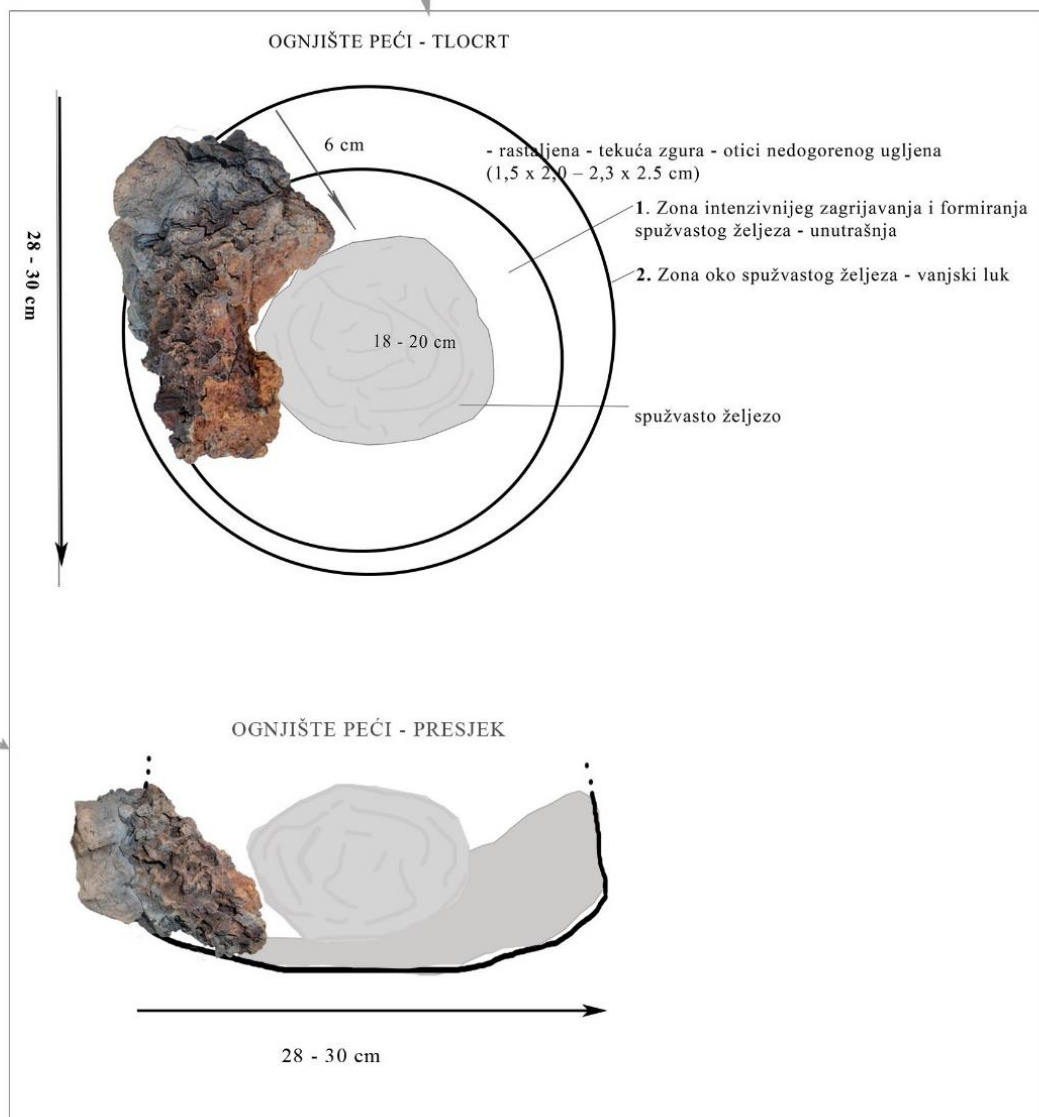 OGNJIŠTE PEĆI - TLOCRT
6 cm
- rastaljena - tekuća zgura - otici nedogorenog ugljena
(1,5 x 2,0 – 2,3 x 2.5 cm)
1. Zona intenzivnijeg zagrijavanja i formiranja
spužvastog željeza - unutrašnja
2. Zona oko spužvastog željeza - vanjski luk
28 - 30 cm
18 - 20 cm
spužvasto željezo
OGNJIŠTE PEĆI - PRESJEK
28 - 30 cm